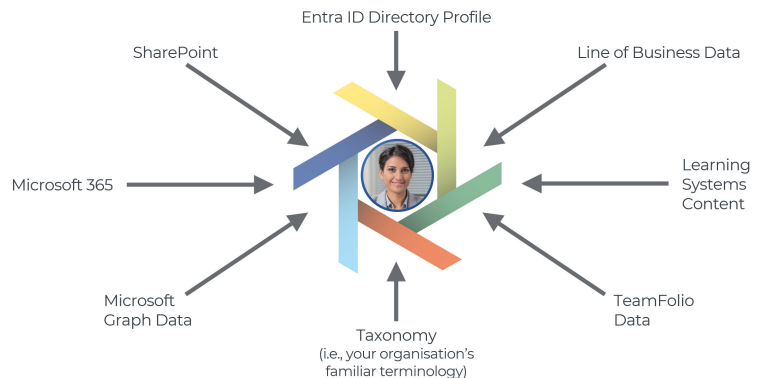 Entra ID Directory Profile
SharePoint
Line of Business Data
Microsoft 365
Learning
Systems
Content
Microsoft
Graph Data
TeamFolio
Data
Taxonomy
(i.e., your organisation's
familiar terminology)